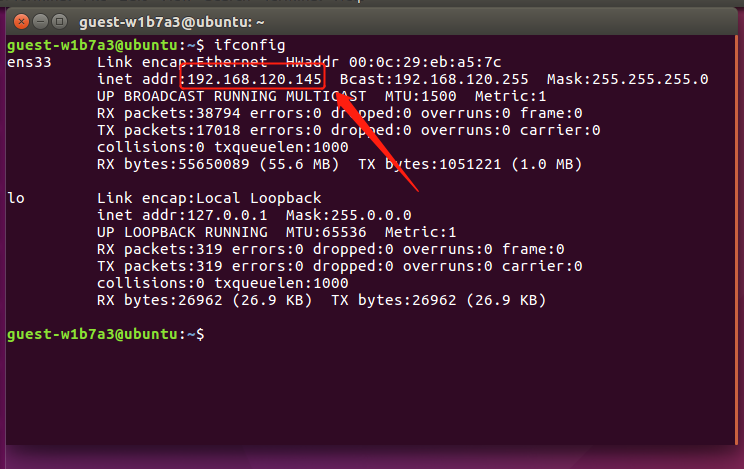 guest-w1b7a3@ubuntu: ~
guest-w1b7a3@ubuntu:~$ ifconfig
ens33     Link encap:Ethernet  HWaddr 00:0c:29:eb:a5:7c
          inet addr:192.168.120.145  Bcast:192.168.120.255  Mask:255.255.255.0
          UP BROADCAST RUNNING MULTICAST  MTU:1500  Metric:1
          RX packets:38794 errors:0 dropped:0 overruns:0 frame:0
          TX packets:17018 errors:0 dropped:0 overruns:0 carrier:0
          collisions:0 txqueuelen:1000
          RX bytes:55650089 (55.6 MB)  TX bytes:1051221 (1.0 MB)

lo        Link encap:Local Loopback
          inet addr:127.0.0.1  Mask:255.0.0.0
          UP LOOPBACK RUNNING  MTU:65536  Metric:1
          RX packets:319 errors:0 dropped:0 overruns:0 frame:0
          TX packets:319 errors:0 dropped:0 overruns:0 carrier:0
          collisions:0 txqueuelen:1000
          RX bytes:26962 (26.9 KB)  TX bytes:26962 (26.9 KB)

guest-w1b7a3@ubuntu:~$